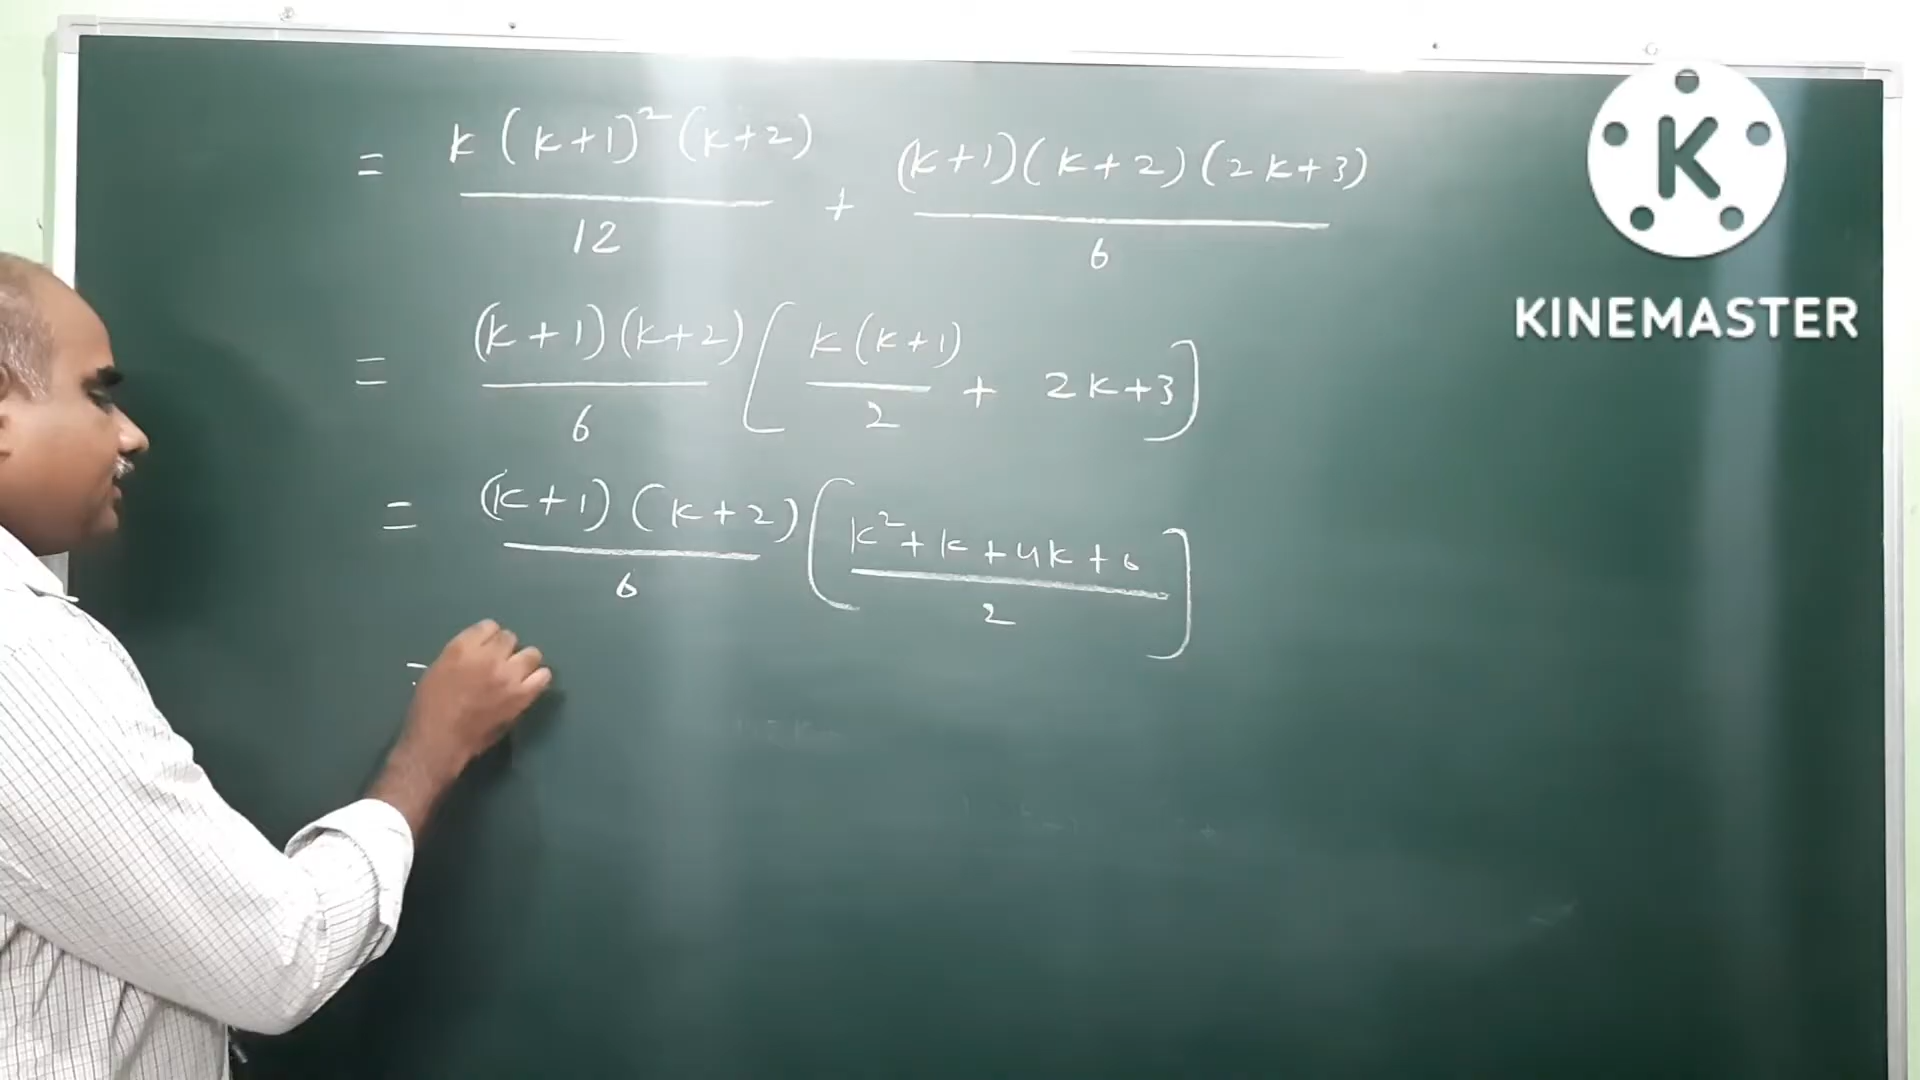 = k(k+1)²(k+2)/12 + (k+1)(k+2)(2k+3)/6
= (k+1)(k+2)/6 [k(k+1)/2 + 2k+3]
= (k+1)(k+2)/6 [k²+k+4k+6/2]
=
K
KINEMASTER